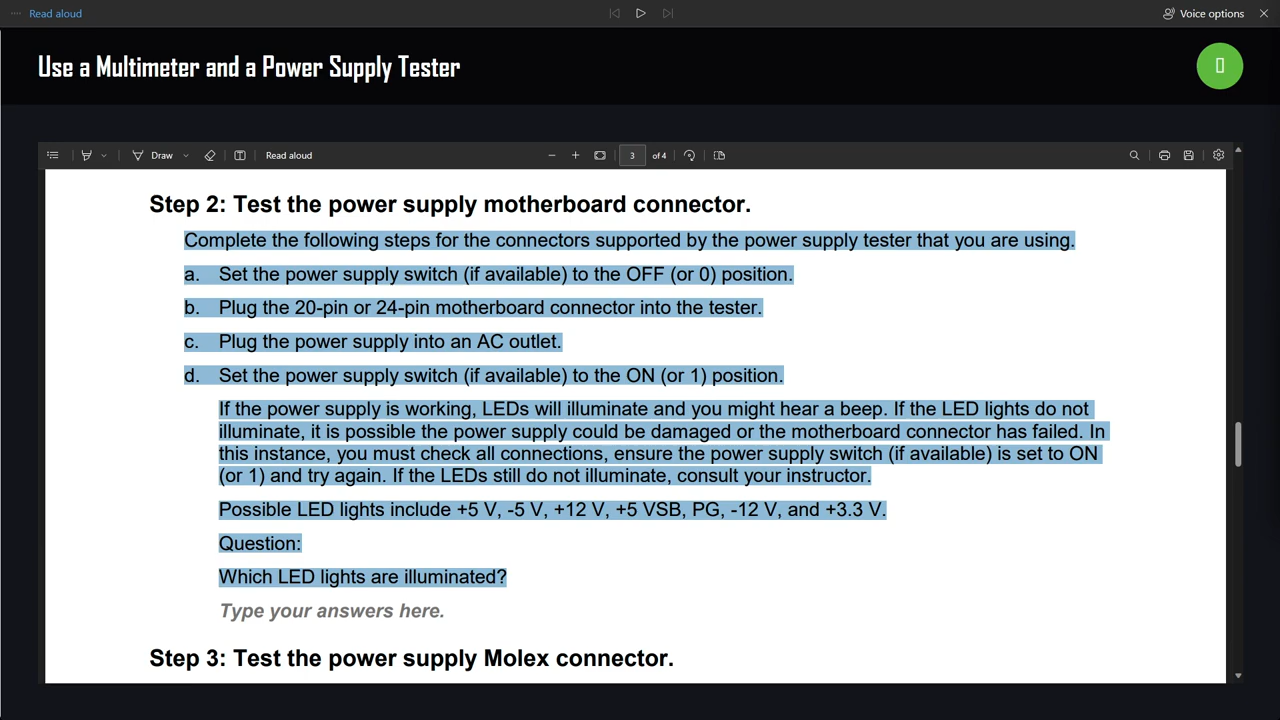 Read aloud
Voice options
Use a Multimeter and a Power Supply Tester
Draw
Read aloud
3 of 4
Step 2: Test the power supply motherboard connector.
Complete the following steps for the connectors supported by the power supply tester that you are using.
a. Set the power supply switch (if available) to the OFF (or 0) position.
b. Plug the 20-pin or 24-pin motherboard connector into the tester.
c. Plug the power supply into an AC outlet.
d. Set the power supply switch (if available) to the ON (or 1) position.
If the power supply is working, LEDs will illuminate and you might hear a beep. If the LED lights do not
illuminate, it is possible the power supply could be damaged or the motherboard connector has failed. In
this instance, you must check all connections, ensure the power supply switch (if available) is set to ON
(or 1) and try again. If the LEDs still do not illuminate, consult your instructor.
Possible LED lights include +5 V, -5 V, +12 V, +5 VSB, PG, -12 V, and +3.3 V.
Question:
Which LED lights are illuminated?
Type your answers here.
Step 3: Test the power supply Molex connector.